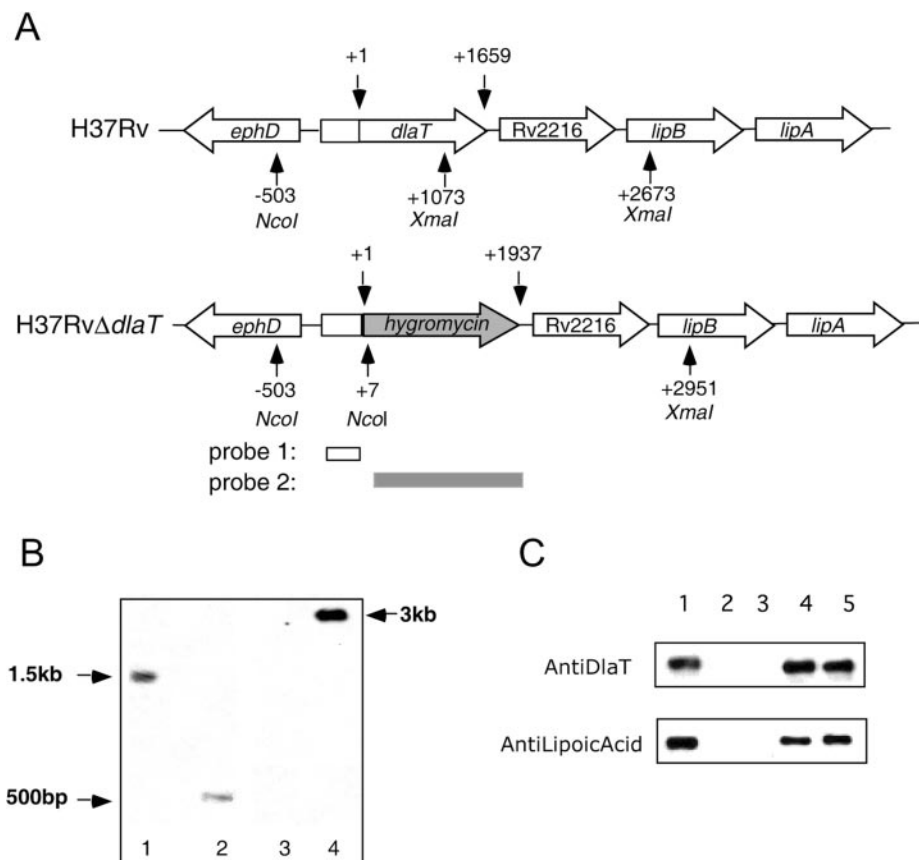 A
+1 +1659
H37Rv ephD dlaT Rv2216 lipB lipA
-503 +1073 +2673
NcoI XmaI XmaI
+1 +1937
H37RvΔdlaT ephD hygromycin Rv2216 lipB lipA
-503 +7 +2951
NcoI NcoI XmaI
probe 1:
probe 2:
B
3kb
1.5kb
500bp
1 2 3 4
C
1 2 3 4 5
AntiDlaT
AntiLipoicAcid